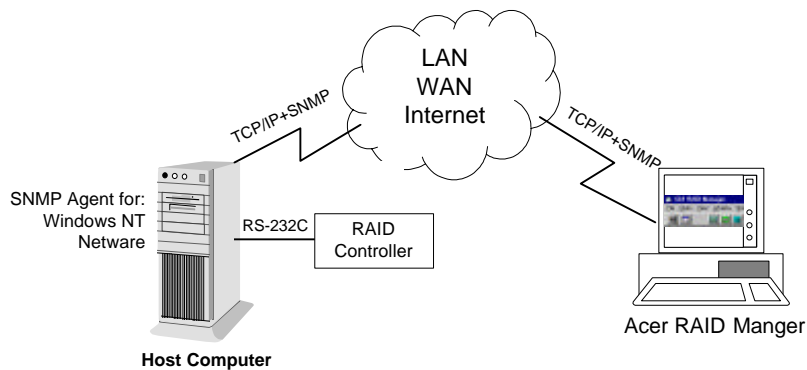 LAN
WAN
Internet
TCP/IP+SNMP
TCP/IP+SNMP
SNMP Agent for:
Windows NT
Netware
RS-232C
RAID
Controller
Acer RAID Manger
Host Computer